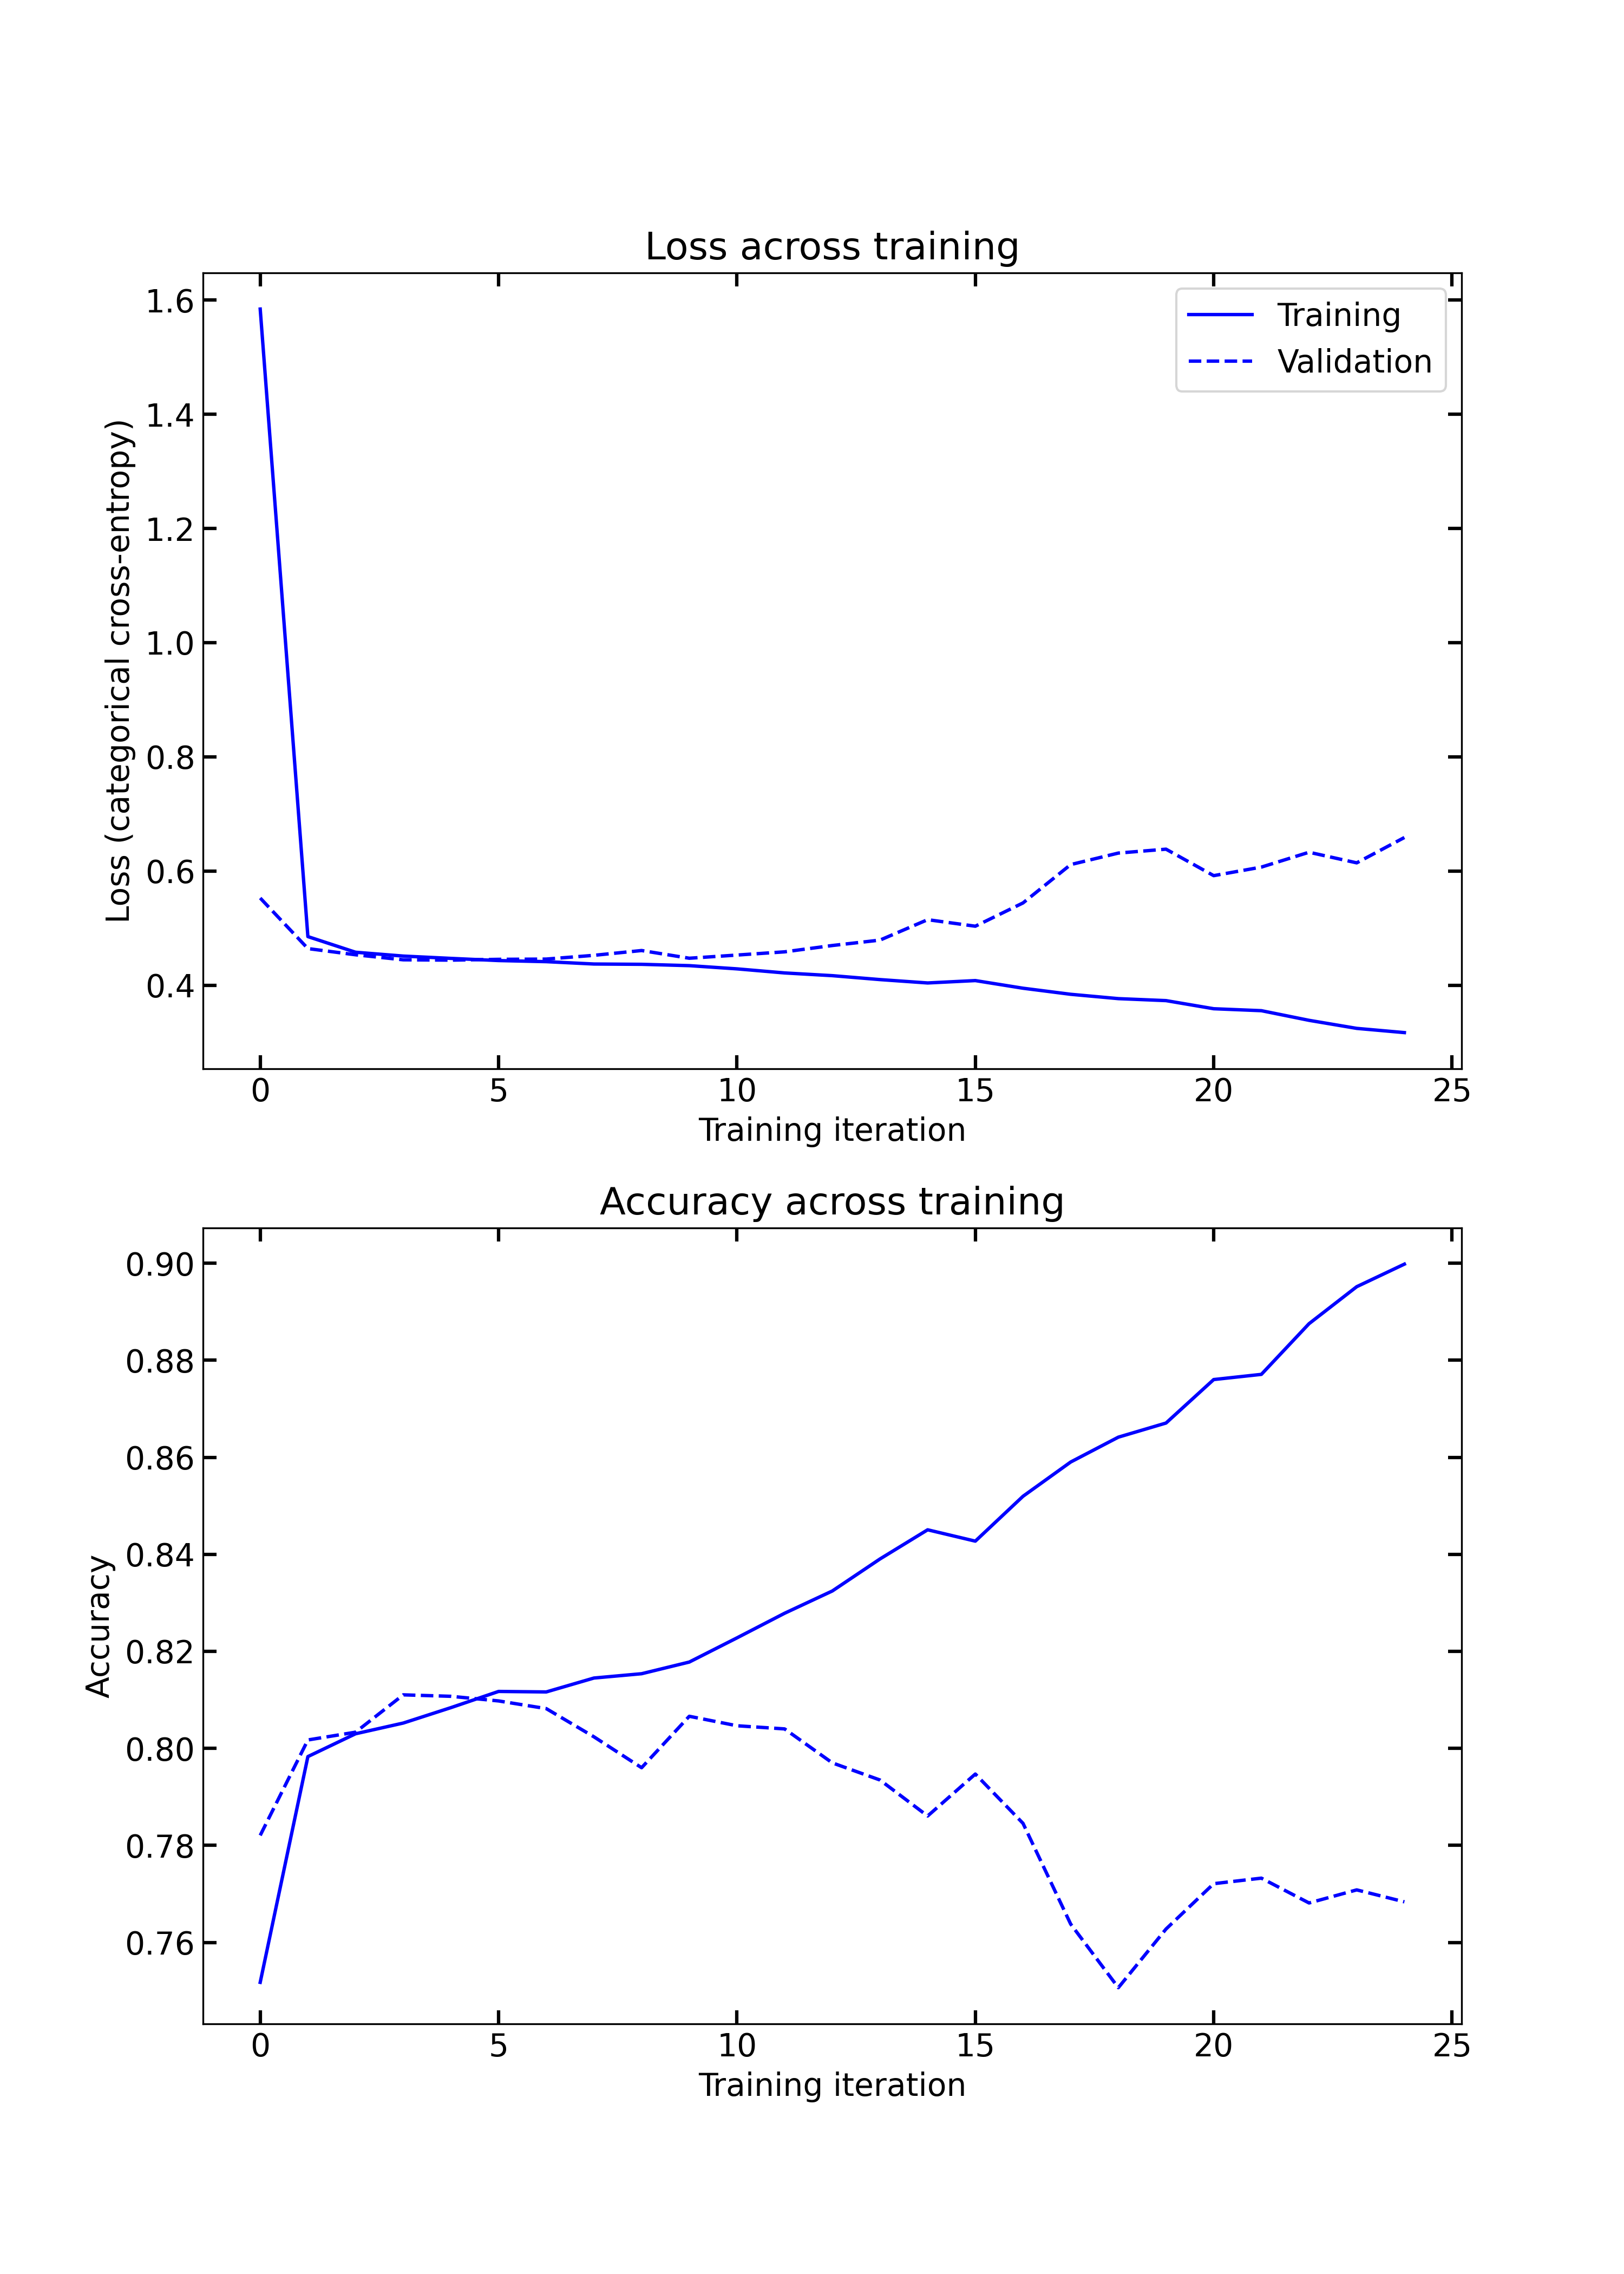 Loss across training
1.6
1.4
1.2
1.0
0.8
0.6
0.4
Loss (categorical cross-entropy)
Training
Validation
0 5 10 15 20 25
Training iteration
Accuracy across training
0.90
0.88
0.86
0.84
0.82
0.80
0.78
0.76
Accuracy
0 5 10 15 20 25
Training iteration